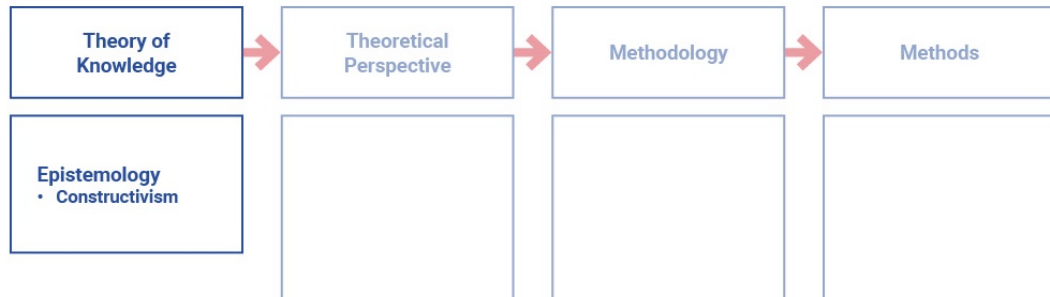 Theory of
Knowledge
Theoretical
Perspective
Methodology
Methods
Epistemology
• Constructivism